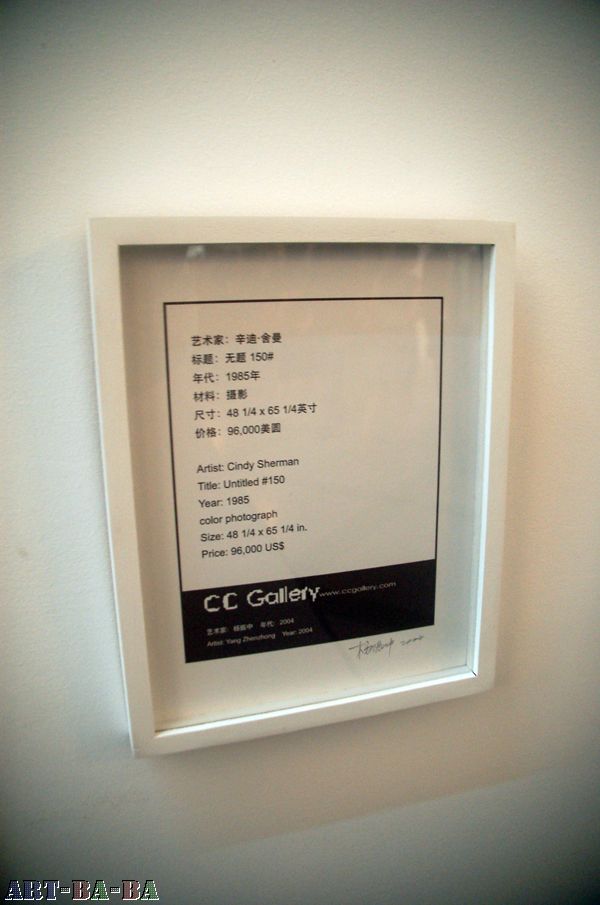 艺术家：辛迪·舍曼
标题：无题 150#
年代：1985年
材料：摄影
尺寸：48 1/4 x 65 1/4英寸
价格：96,000美圆
Artist: Cindy Sherman
Title: Untitled #150
Year: 1985
color photograph
Size: 48 1/4 x 65 1/4 in.
Price: 96,000 US$
CC Gallery www.ccgallery.com
艺术家：杨振中 年代：2004
Artist: Yang Zhenzhong Year: 2004
杨振中 2004
ART-BA-BA